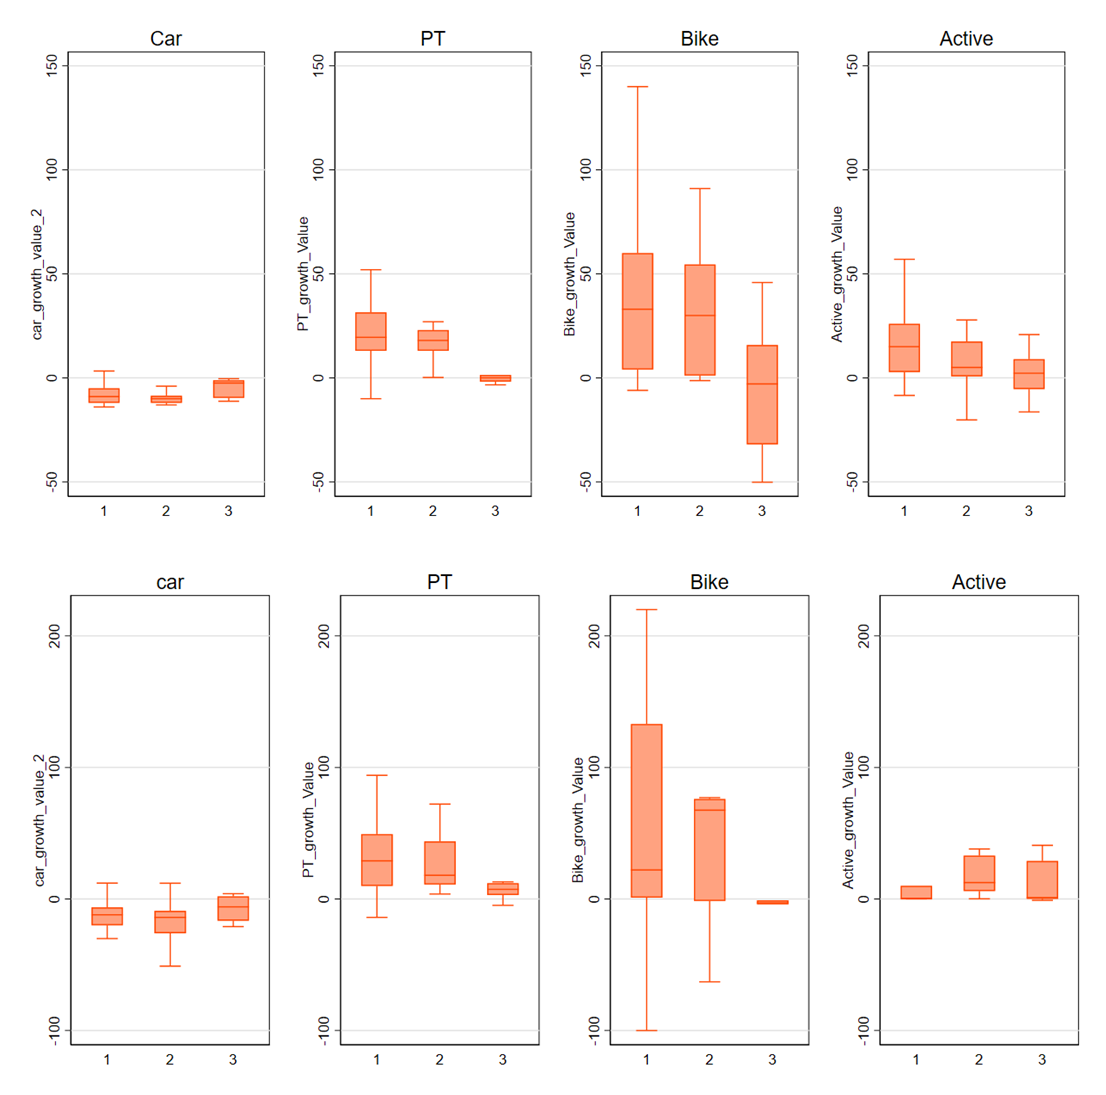 Car
PT
Bike
Active
car_growth_value_2
150
100
50
0
-50
1 2 3
PT_growth_Value
150
100
50
0
-50
1 2 3
Bike_growth_Value
150
100
50
0
-50
1 2 3
Active_growth_Value
150
100
50
0
-50
1 2 3
car
PT
Bike
Active
car_growth_value_2
200
100
0
-100
1 2 3
PT_growth_Value
200
100
0
-100
1 2 3
Bike_growth_Value
200
100
0
-100
1 2 3
Active_growth_Value
200
100
0
-100
1 2 3